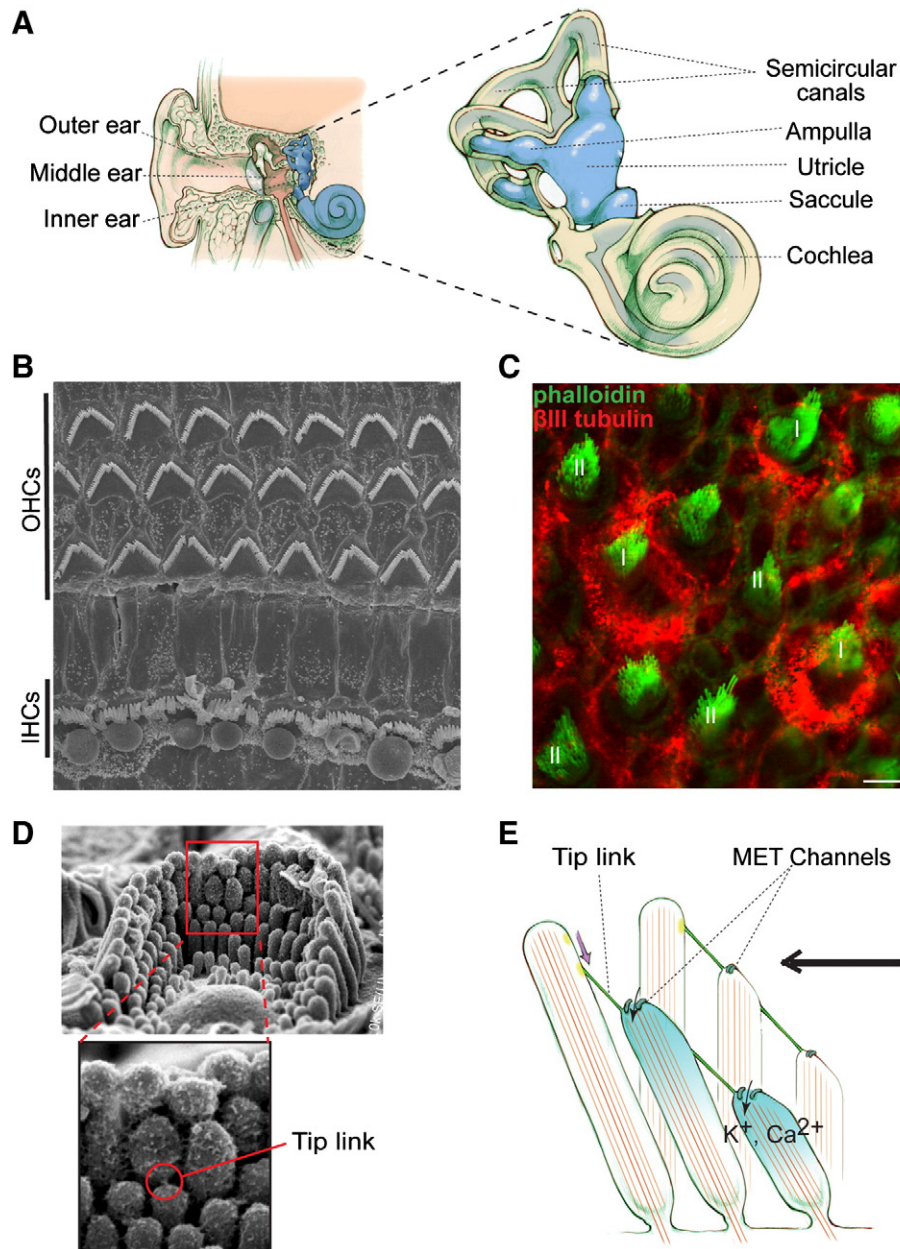 A
Outer ear
Middle ear
Inner ear
Semicircular
canals
Ampulla
Utricle
Saccule
Cochlea
B
OHCs
IHCs
C
phalloidin
βIII tubulin
I
II
I
II
I
II
II
D
Tip link
E
Tip link
MET Channels
K+, Ca2+